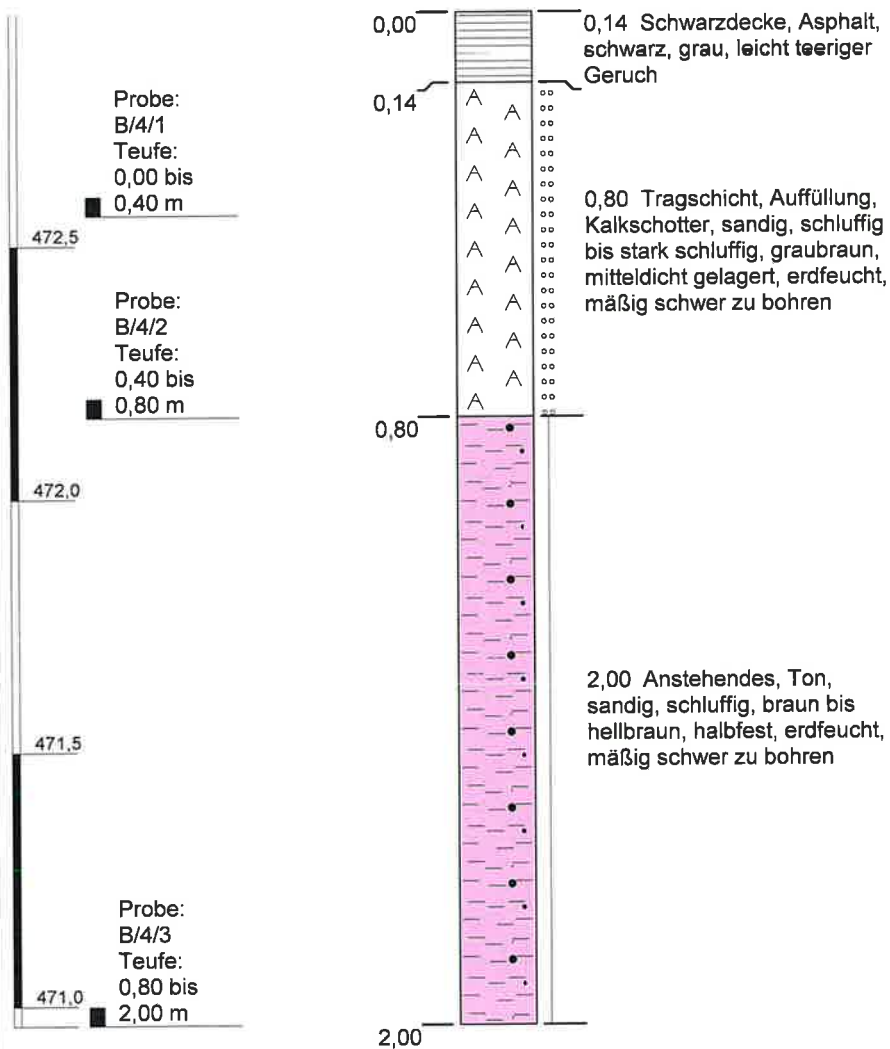 0,00
0,14 Schwarzdecke, Asphalt,
schwarz, grau, leicht teeriger
Geruch
0,14
Probe:
B/4/1
Teufe:
0,00 bis
0,40 m
472,5
0,80 Tragschicht, Auffüllung,
Kalkschotter, sandig, schluffig
bis stark schluffig, graubraun,
mitteldicht gelagert, erdfeucht,
mäßig schwer zu bohren
Probe:
B/4/2
Teufe:
0,40 bis
0,80 m
0,80
472,0
2,00 Anstehendes, Ton,
sandig, schluffig, braun bis
hellbraun, halbfest, erdfeucht,
mäßig schwer zu bohren
471,5
Probe:
B/4/3
Teufe:
0,80 bis
2,00 m
471,0
2,00